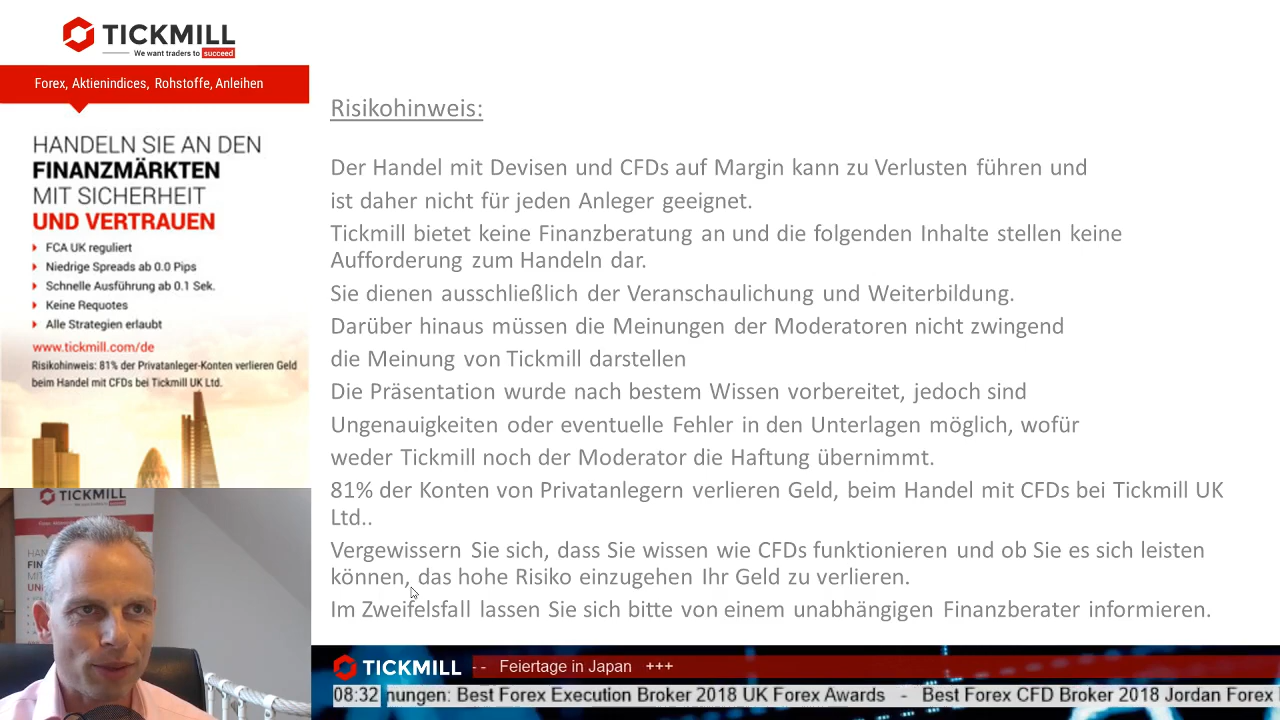 TICKMILL
We want traders to succeed
Forex, Aktienindices, Rohstoffe, Anleihen
HANDELN SIE AN DEN
FINANZMÄRKTEN
MIT SICHERHEIT
UND VERTRAUEN
FCA UK reguliert
Niedrige Spreads ab 0.0 Pips
Schnelle Ausführung ab 0.1 Sek.
Keine Requotes
Alle Strategien erlaubt
www.tickmill.com/de
Risikohinweis: 81% der Privatanleger-Konten verlieren Geld
beim Handel mit CFDs bei Tickmill UK Ltd.
TICKMILL
Risikohinweis:
Der Handel mit Devisen und CFDs auf Margin kann zu Verlusten führen und
ist daher nicht für jeden Anleger geeignet.
Tickmill bietet keine Finanzberatung an und die folgenden Inhalte stellen keine
Aufforderung zum Handeln dar.
Sie dienen ausschließlich der Veranschaulichung und Weiterbildung.
Darüber hinaus müssen die Meinungen der Moderatoren nicht zwingend
die Meinung von Tickmill darstellen
Die Präsentation wurde nach bestem Wissen vorbereitet, jedoch sind
Ungenauigkeiten oder eventuelle Fehler in den Unterlagen möglich, wofür
weder Tickmill noch der Moderator die Haftung übernimmt.
81% der Konten von Privatanlegern verlieren Geld, beim Handel mit CFDs bei Tickmill UK
Ltd..
Vergewissern Sie sich, dass Sie wissen wie CFDs funktionieren und ob Sie es sich leisten
können, das hohe Risiko einzugehen Ihr Geld zu verlieren.
Im Zweifelsfall lassen Sie sich bitte von einem unabhängigen Finanzberater informieren.
TICKMILL -- Feiertage in Japan +++
08:32 nungen: Best Forex Execution Broker 2018 UK Forex Awards - Best Forex CFD Broker 2018 Jordan Forex